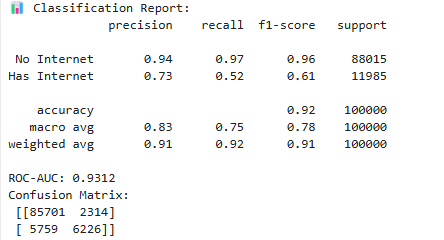 📊 Classification Report:
precision recall f1-score support
No Internet 0.94 0.97 0.96 88015
Has Internet 0.73 0.52 0.61 11985
accuracy 0.92 100000
macro avg 0.83 0.75 0.78 100000
weighted avg 0.91 0.92 0.91 100000
ROC-AUC: 0.9312
Confusion Matrix:
[[85701 2314]
[ 5759 6226]]